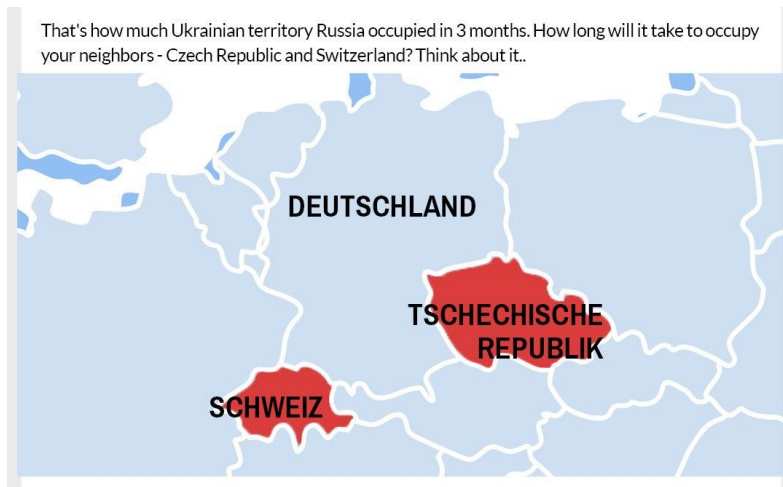 That's how much Ukrainian territory Russia occupied in 3 months. How long will it take to occupy
your neighbors - Czech Republic and Switzerland? Think about it..
DEUTSCHLAND
TSCHECHISCHE
REPUBLIK
SCHWEIZ